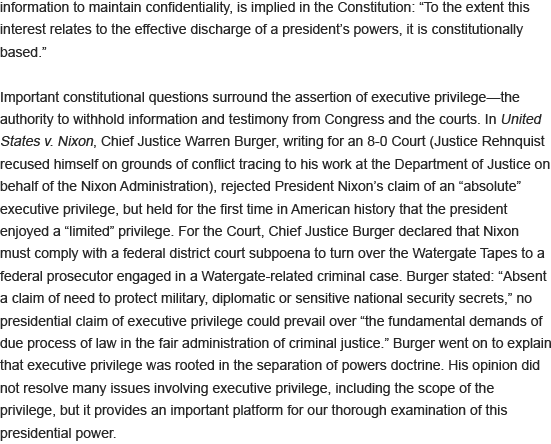 information to maintain confidentiality, is implied in the Constitution: “To the extent this
interest relates to the effective discharge of a president’s powers, it is constitutionally
based.”
Important constitutional questions surround the assertion of executive privilege—the
authority to withhold information and testimony from Congress and the courts. In United
States v. Nixon, Chief Justice Warren Burger, writing for an 8-0 Court (Justice Rehnquist
recused himself on grounds of conflict tracing to his work at the Department of Justice on
behalf of the Nixon Administration), rejected President Nixon’s claim of an “absolute”
executive privilege, but held for the first time in American history that the president
enjoyed a “limited” privilege. For the Court, Chief Justice Burger declared that Nixon
must comply with a federal district court subpoena to turn over the Watergate Tapes to a
federal prosecutor engaged in a Watergate-related criminal case. Burger stated: “Absent
a claim of need to protect military, diplomatic or sensitive national security secrets,” no
presidential claim of executive privilege could prevail over “the fundamental demands of
due process of law in the fair administration of criminal justice.” Burger went on to explain
that executive privilege was rooted in the separation of powers doctrine. His opinion did
not resolve many issues involving executive privilege, including the scope of the
privilege, but it provides an important platform for our thorough examination of this
presidential power.